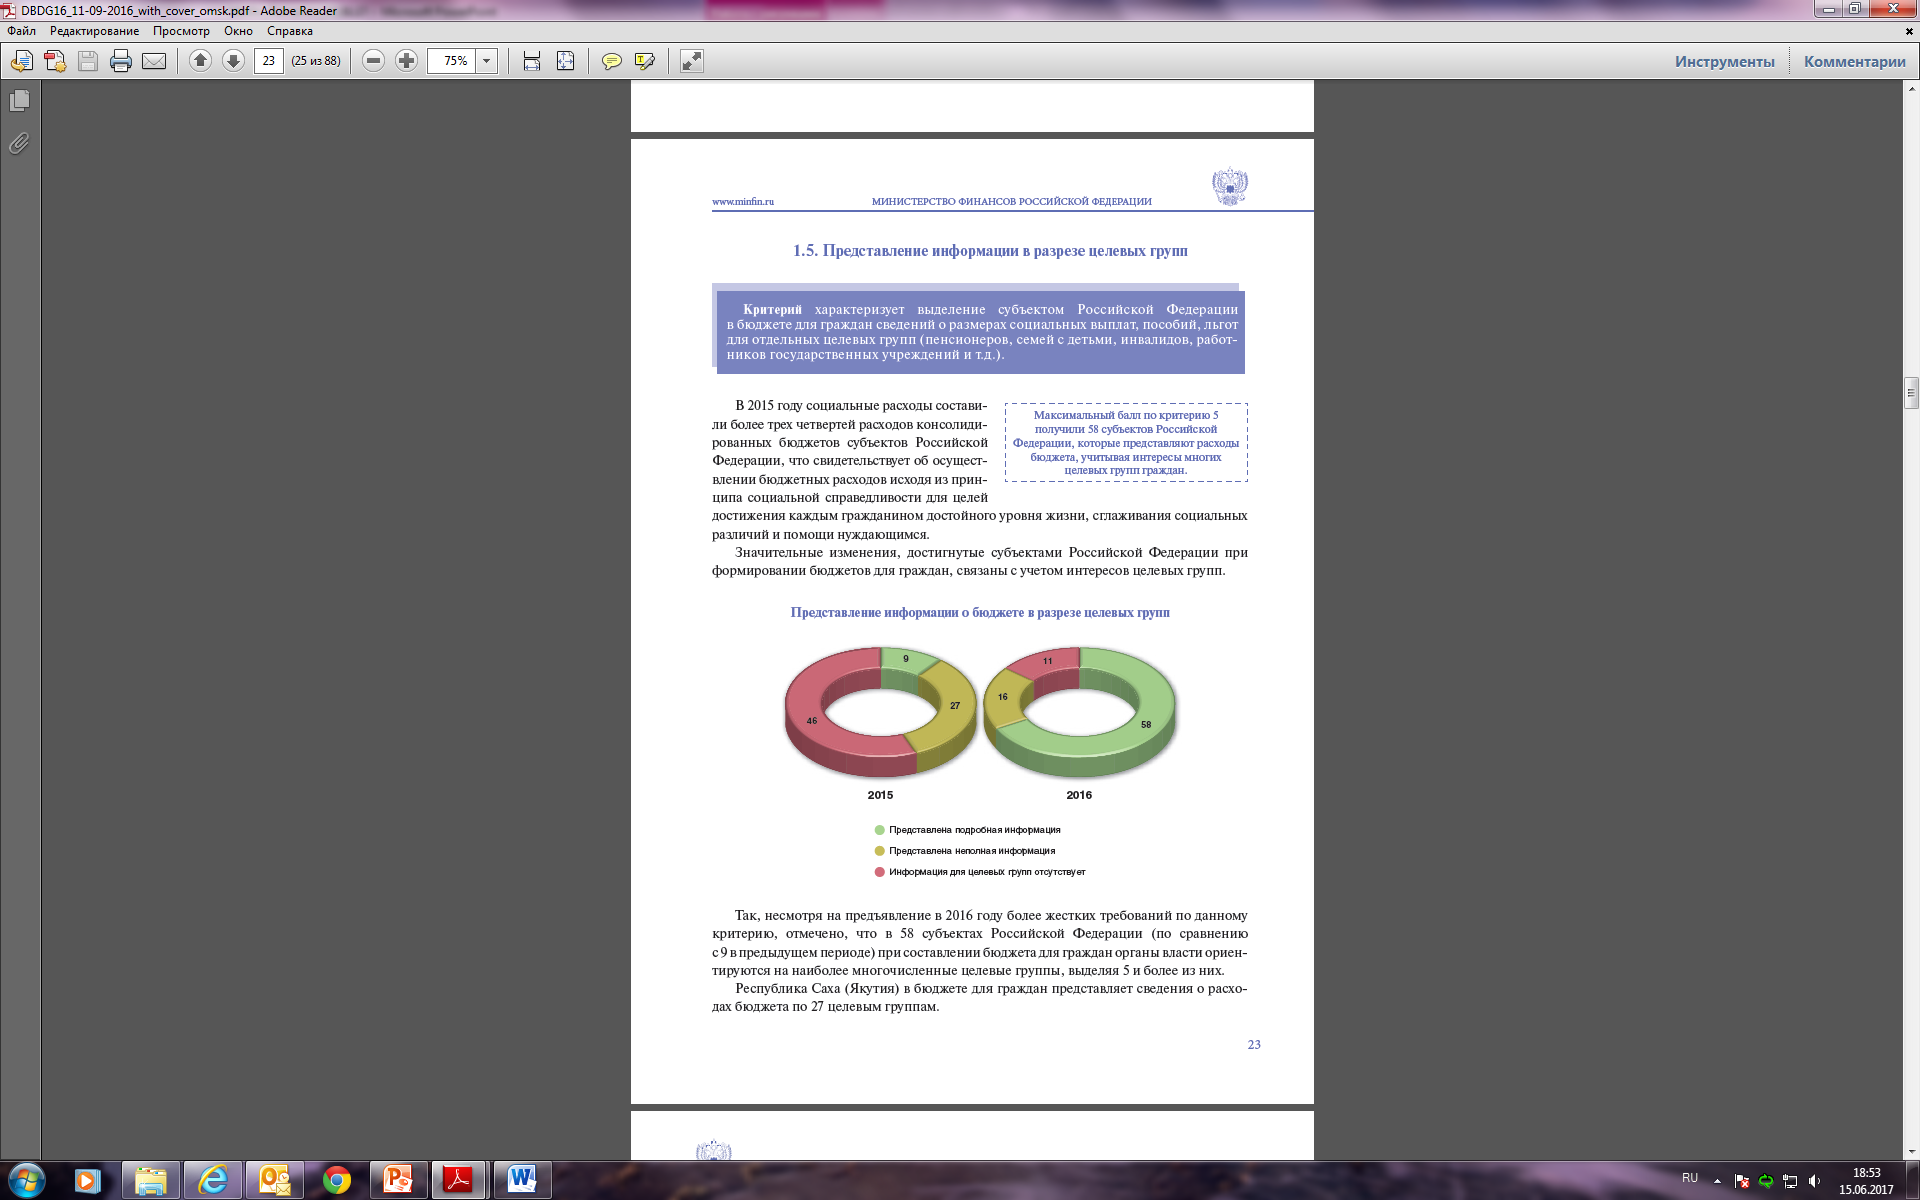 DBDG16_11-09-2016_with_cover_omsk.pdf - Adobe Reader
Файл Редактирование Просмотр Окно Справка
23 (25 из 88) 75% Инструменты Комментарии
www.minfin.ru МИНИСТЕРСТВО ФИНАНСОВ РОССИЙСКОЙ ФЕДЕРАЦИИ
1.5. Представление информации в разрезе целевых групп
Критерий характеризует выделение субъектом Российской Федерации
в бюджете для граждан сведений о размерах социальных выплат, пособий, льгот
для отдельных целевых групп (пенсионеров, семей с детьми, инвалидов, работ-
ников государственных учреждений и т.д.).
В 2015 году социальные расходы состави-
ли более трех четвертей расходов консолиди-
рованных бюджетов субъектов Российской
Федерации, что свидетельствует об осущест-
влении бюджетных расходов исходя из прин-
ципа социальной справедливости для целей
достижения каждым гражданином достойного уровня жизни, сглаживания социальных
различий и помощи нуждающимся.
Максимальный балл по критерию 5
получили 58 субъектов Российской
Федерации, которые представляют расходы
бюджета, учитывая интересы многих
целевых групп граждан.
Значительные изменения, достигнутые субъектами Российской Федерации при
формировании бюджетов для граждан, связаны с учетом интересов целевых групп.
Представление информации о бюджете в разрезе целевых групп
9
27
46
11
16
58
2015
2016
Представлена подробная информация
Представлена неполная информация
Информация для целевых групп отсутствует
Так, несмотря на предъявление в 2016 году более жестких требований по данному
критерию, отмечено, что в 58 субъектах Российской Федерации (по сравнению
с 9 в предыдущем периоде) при составлении бюджета для граждан органы власти ориен-
тируются на наиболее многочисленные целевые группы, выделяя 5 и более из них.
Республика Саха (Якутия) в бюджете для граждан представляет сведения о расхо-
дах бюджета по 27 целевым группам.
23
RU
18:53
15.06.2017